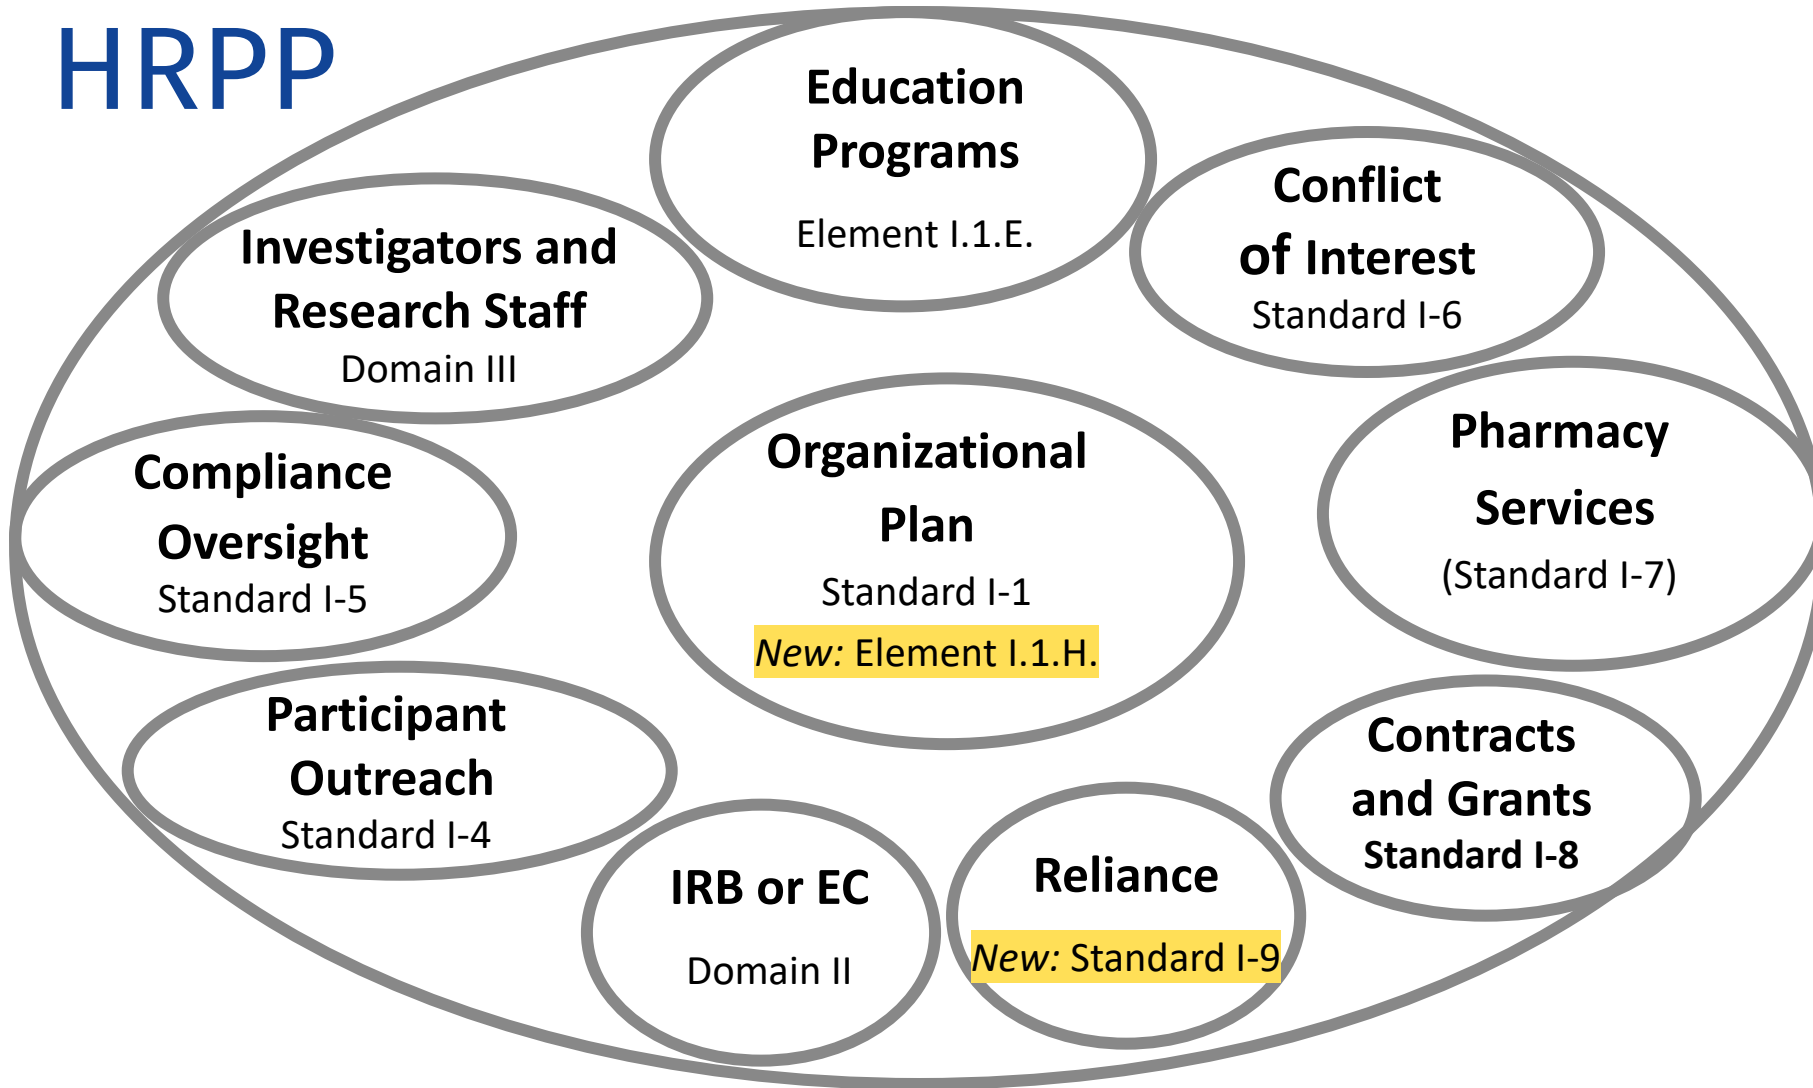 HRPP
Education
Programs
Element I.1.E.
Conflict
of Interest
Standard I-6
Investigators and
Research Staff
Domain III
Pharmacy
Services
(Standard I-7)
Organizational
Plan
Standard I-1
New: Element I.1.H.
Compliance
Oversight
Standard I-5
Participant
Outreach
Standard I-4
Contracts
and Grants
Standard I-8
IRB or EC
Domain II
Reliance
New: Standard I-9